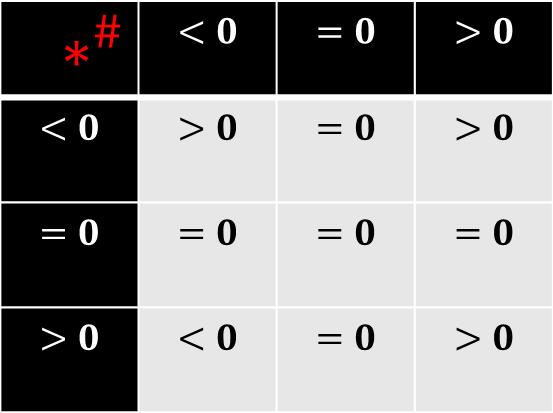 *# < 0 = 0 > 0
< 0 > 0 = 0 > 0
= 0 = 0 = 0 = 0
> 0 < 0 = 0 > 0